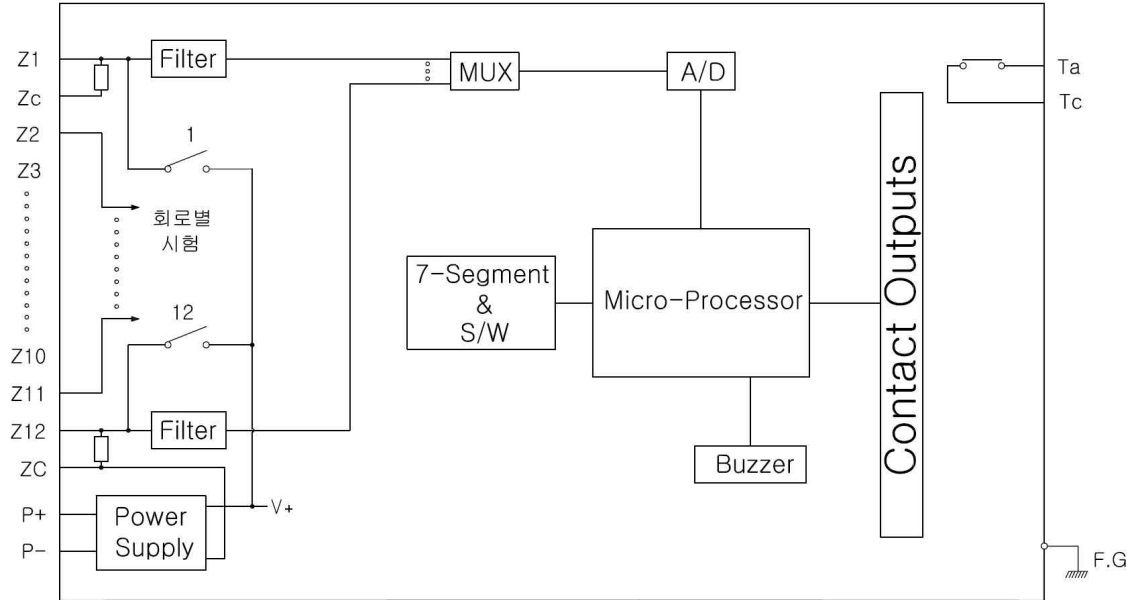 Z1
Filter
MUX
A/D
Ta
Zc
Tc
Z2
1
Z3
회로별
시험
7-Segment
&
S/W
Micro-Processor
Contact Outputs
12
Z10
Z11
Z12
Filter
ZC
Buzzer
P+
Power
Supply
V+
P-
F.G